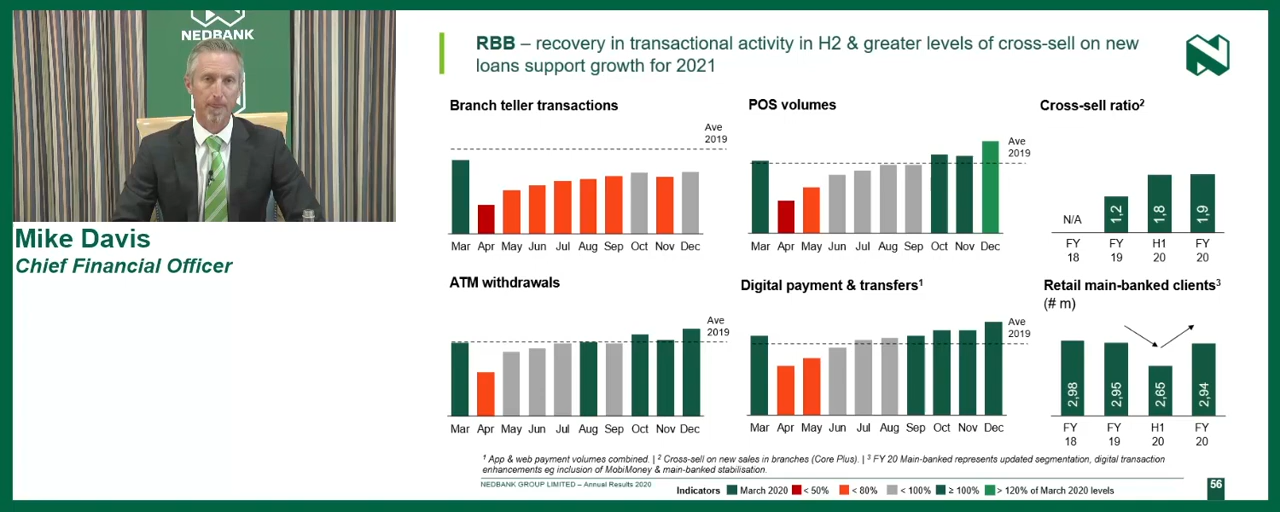 NEDBANK
Mike Davis
Chief Financial Officer
RBB – recovery in transactional activity in H2 & greater levels of cross-sell on new
loans support growth for 2021
Branch teller transactions
Ave
2019
Mar Apr May Jun Jul Aug Sep Oct Nov Dec
POS volumes
Ave
2019
Mar Apr May Jun Jul Aug Sep Oct Nov Dec
Cross-sell ratio2
N/A 1,2 1,8 1,9
FY FY H1 FY
18 19 20 20
ATM withdrawals
Ave
2019
Mar Apr May Jun Jul Aug Sep Oct Nov Dec
Digital payment & transfers1
Ave
2019
Mar Apr May Jun Jul Aug Sep Oct Nov Dec
Retail main-banked clients3
(# m)
2,98 2,95 2,65 2,94
FY FY H1 FY
18 19 20 20
1 App & web payment volumes combined. | 2 Cross-sell on new sales in branches (Core Plus). | 3 FY 20 Main-banked represents updated segmentation, digital transaction
enhancements eg inclusion of MobiMoney & main-banked stabilisation.
NEDBANK GROUP LIMITED – Annual Results 2020
Indicators March 2020 < 50% < 80% < 100% ≥ 100% > 120% of March 2020 levels
56